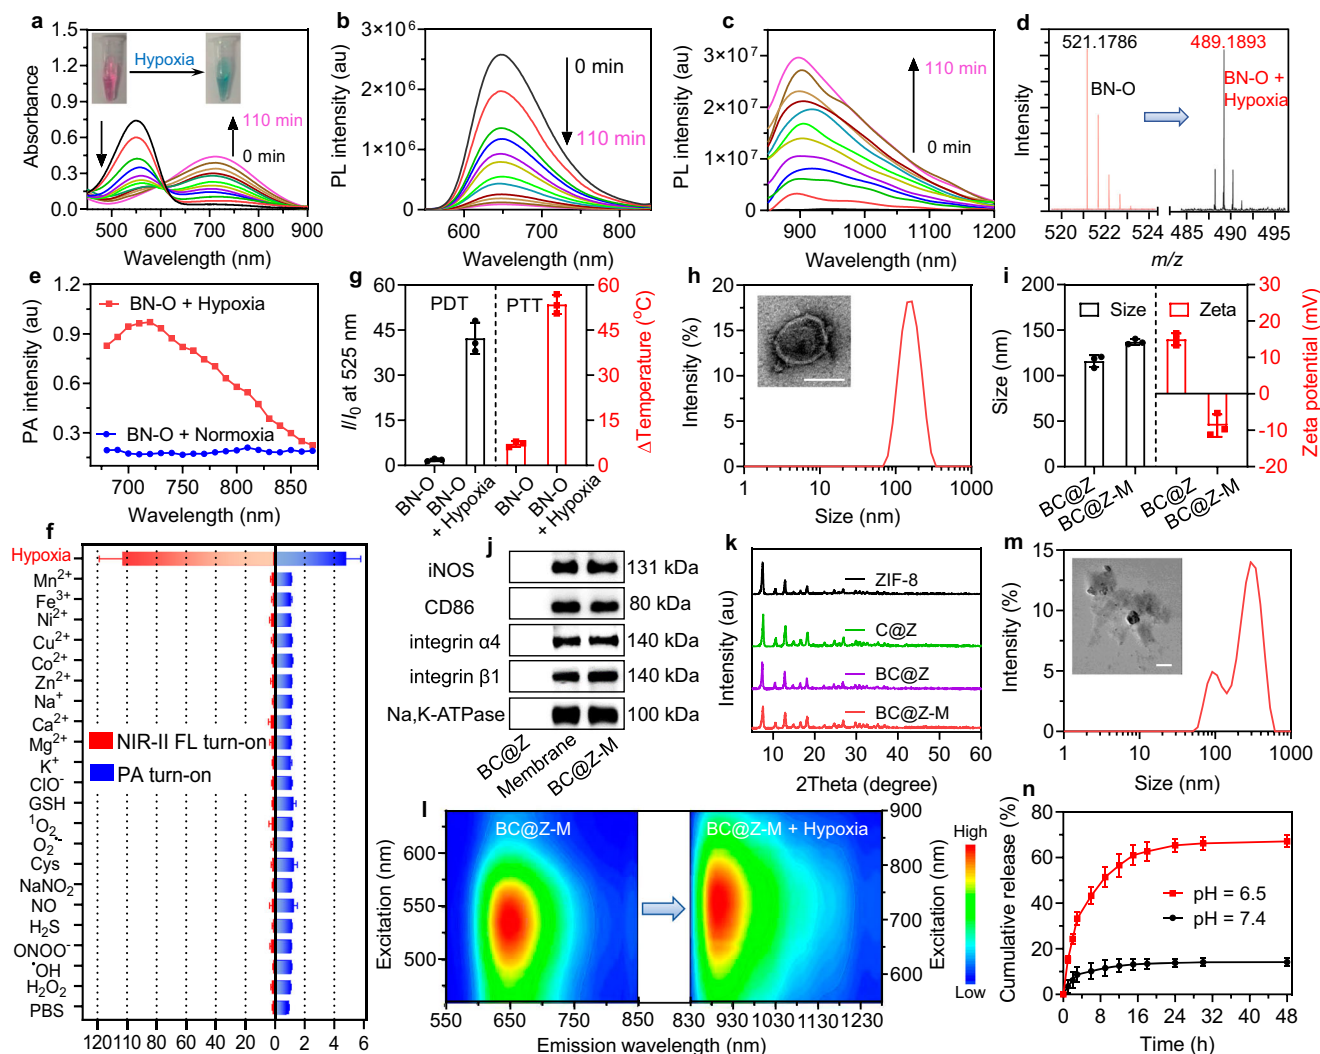 a
Absorbance
1.5
1.2
0.9
0.6
0.3
0.0
Hypoxia
110 min
0 min
500 600 700 800 900
Wavelength (nm)
b
PL intensity (au)
3×10⁶
2×10⁶
1×10⁶
0
0 min
110 min
600 700 800
Wavelength (nm)
c
PL intensity (au)
3×10⁷
2×10⁷
1×10⁷
0
110 min
0 min
900 1000 1100 1200
Wavelength (nm)
d
Intensity
521.1786
489.1893
BN-O
BN-O +
Hypoxia
520 522 524 485 490 495
m/z
e
PA intensity (au)
1.2
0.9
0.6
0.3
BN-O + Hypoxia
BN-O + Normoxia
700 750 800 850
Wavelength (nm)
g
I/I₀ at 525 nm
60
45
30
15
0
PDT
PTT
60
45
30
15
0
ΔTemperature (°C)
BN-O
BN-O
+ Hypoxia
BN-O
BN-O
+ Hypoxia
h
Intensity (%)
20
15
10
5
0
1 10 100 1000
Size (nm)
i
Size (nm)
200
150
100
50
0
Size
Zeta
30
20
10
0
-10
-20
Zeta potential (mV)
BC@Z
BC@Z-M
BC@Z
BC@Z-M
f
Hypoxia
Mn²⁺
Fe³⁺
Ni²⁺
Cu²⁺
Co²⁺
Zn²⁺
Na⁺
Ca²⁺
Mg²⁺
K⁺
ClO⁻
GSH
¹O₂
O₂•⁻
Cys
NaNO₂
NO
H₂S
ONOO⁻
•OH
H₂O₂
PBS
NIR-II FL turn-on
PA turn-on
120 100 80 60 40 20 0 2 4 6
j
iNOS 131 kDa
CD86 80 kDa
integrin α4 140 kDa
integrin β1 140 kDa
Na,K-ATPase 100 kDa
BC@Z
Membrane
BC@Z-M
k
Intensity (au)
ZIF-8
C@Z
BC@Z
BC@Z-M
10 20 30 40 50 60
2Theta (degree)
m
Intensity (%)
15
10
5
0
1 10 100 1000
Size (nm)
l
Excitation (nm)
600
550
500
BC@Z-M
550 650 750 850
BC@Z-M + Hypoxia
830 930 1030 1130 1230
Emission wavelength (nm)
900
800
700
600
Excitation (nm)
High
Low
n
Cumulative release (%)
80
60
40
20
0
pH = 6.5
pH = 7.4
0 8 16 24 32 40 48
Time (h)